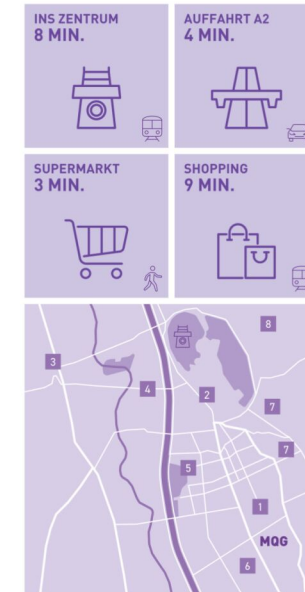 INS ZENTRUM
8 MIN.
AUFFAHRT A2
4 MIN.
SUPERMARKT
3 MIN.
SHOPPING
9 MIN.
8
3
4
2
7
7
5
1
MQG
6